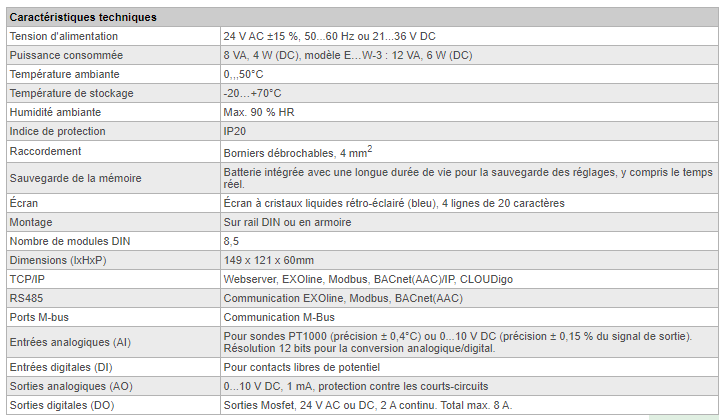 Caractéristiques techniques
Tension d'alimentation 24 V AC ±15 %, 50...60 Hz ou 21...36 V DC
Puissance consommée 8 VA, 4 W (DC), modèle E...W-3 : 12 VA, 6 W (DC)
Température ambiante 0,,,50°C
Température de stockage -20...+70°C
Humidité ambiante Max. 90 % HR
Indice de protection IP20
Raccordement Borniers débrochables, 4 mm²
Sauvegarde de la mémoire Batterie intégrée avec une longue durée de vie pour la sauvegarde des réglages, y compris le temps
réel.
Écran Écran à cristaux liquides rétro-éclairé (bleu), 4 lignes de 20 caractères
Montage Sur rail DIN ou en armoire
Nombre de modules DIN 8,5
Dimensions (lxHxP) 149 x 121 x 60mm
TCP/IP Webserver, EXOline, Modbus, BACnet(AAC)/IP, CLOUDigo
RS485 Communication EXOline, Modbus, BACnet(AAC)
Ports M-bus Communication M-Bus
Entrées analogiques (AI) Pour sondes PT1000 (précision ± 0,4°C) ou 0...10 V DC (précision ± 0,15 % du signal de sortie).
Résolution 12 bits pour la conversion analogique/digital.
Entrées digitales (DI) Pour contacts libres de potentiel
Sorties analogiques (AO) 0...10 V DC, 1 mA, protection contre les courts-circuits
Sorties digitales (DO) Sorties Mosfet, 24 V AC ou DC, 2 A continu. Total max. 8 A.